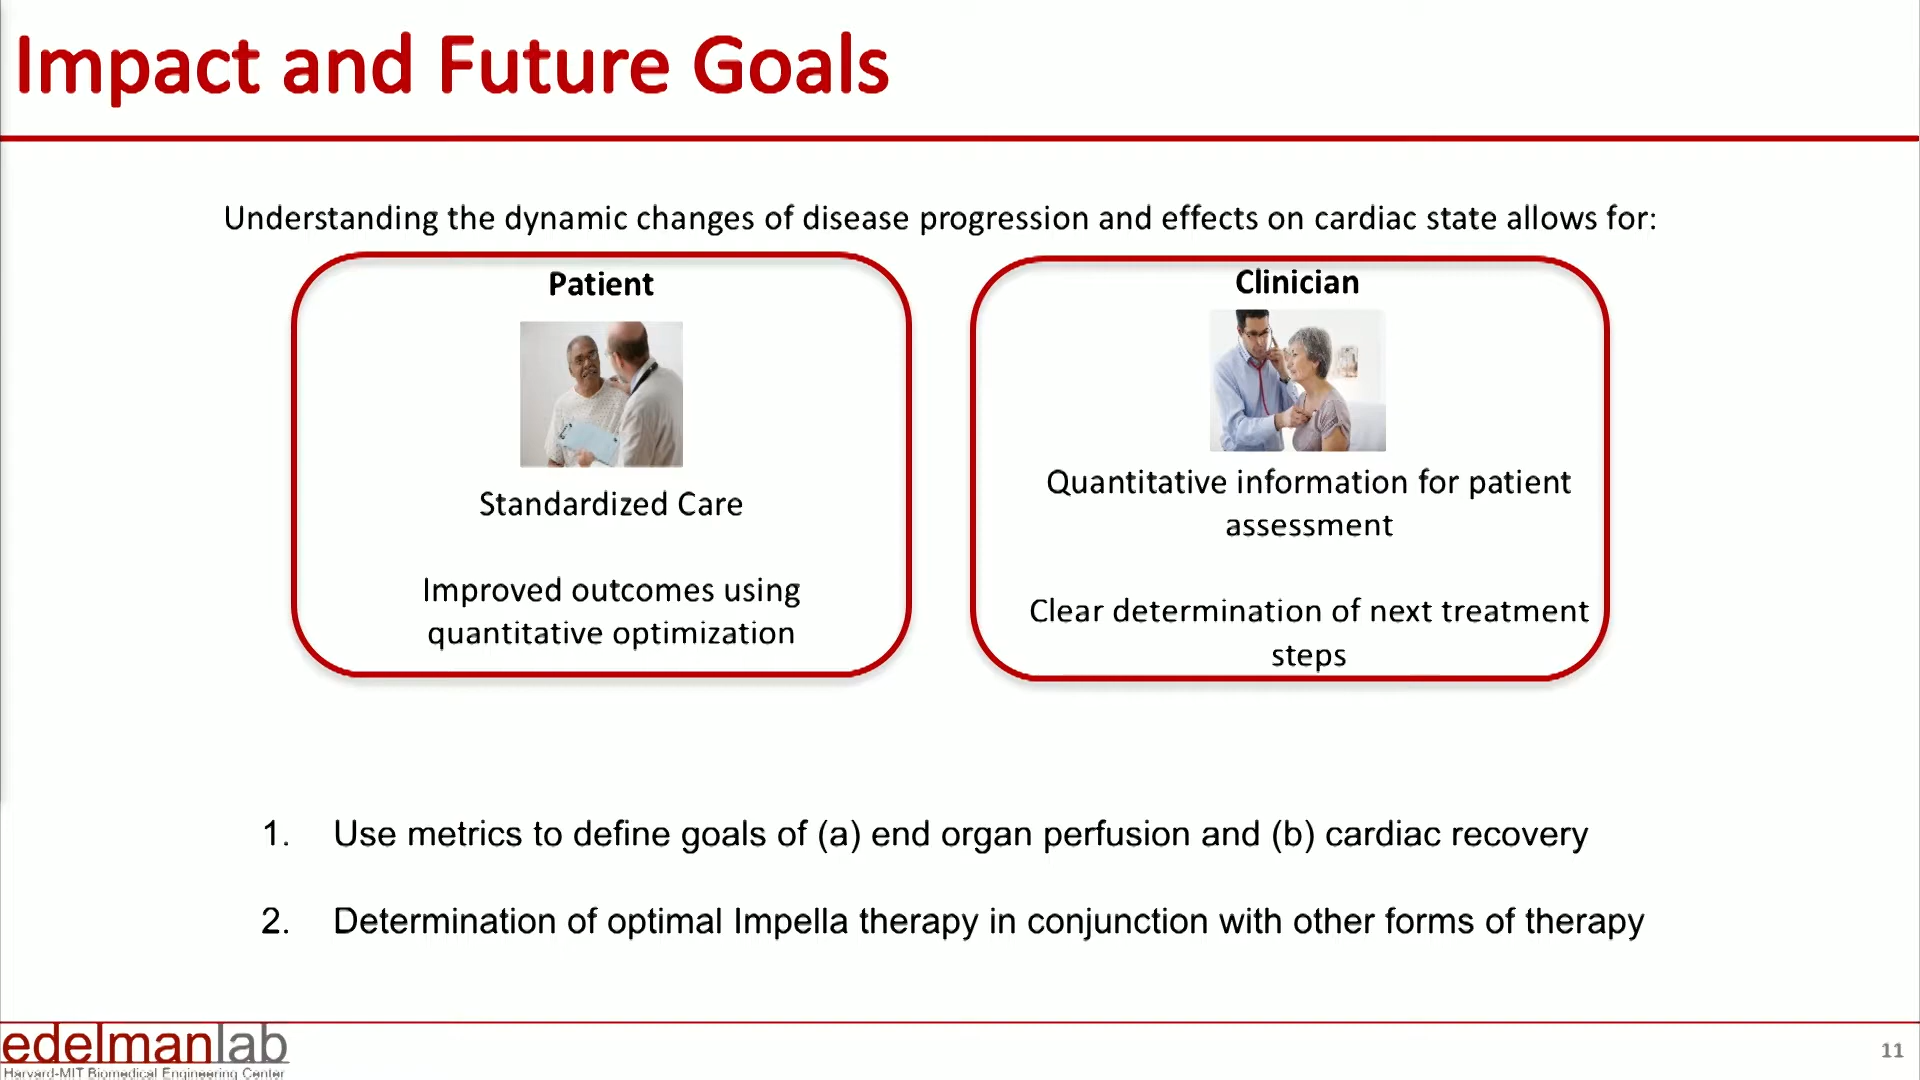 Impact and Future Goals
Understanding the dynamic changes of disease progression and effects on cardiac state allows for:
Patient
Standardized Care
Improved outcomes using
quantitative optimization
Clinician
Quantitative information for patient
assessment
Clear determination of next treatment
steps
1. Use metrics to define goals of (a) end organ perfusion and (b) cardiac recovery
2. Determination of optimal Impella therapy in conjunction with other forms of therapy
edelmanlab
Harvard-MIT Biomedical Engineering Center
11